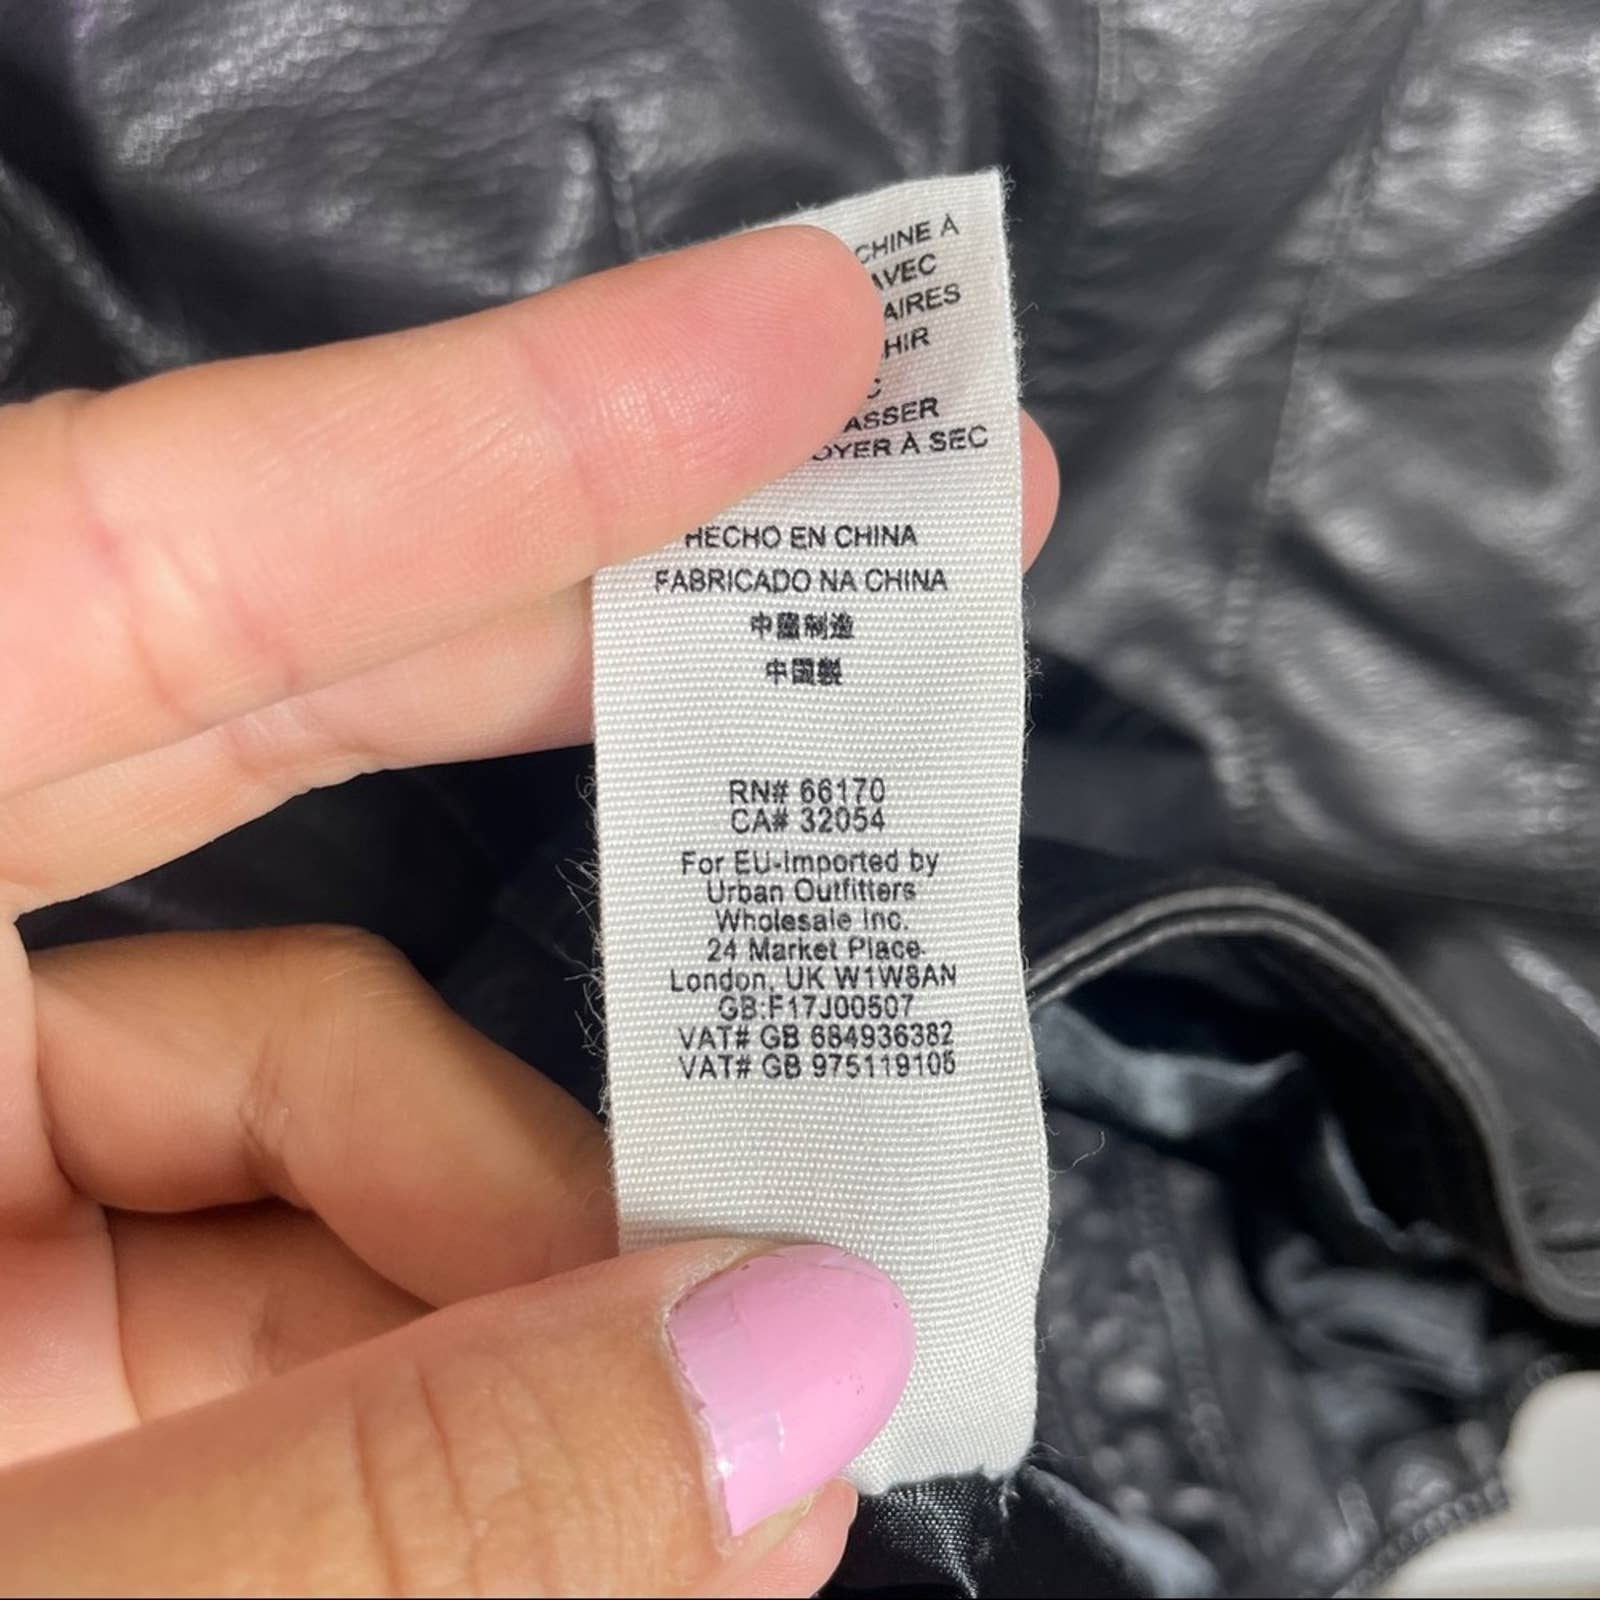 CHINE À
AVEC
AIRES
HIR
C
ASSER
OYER À SEC
HECHO EN CHINA
FABRICADO NA CHINA
中國制造
中國製
RN# 66170
CA# 32054
For EU-Imported by
Urban Outfitters
Wholesale Inc.
24 Market Place
London, UK W1W8AN
GB:F17J00507
VAT# GB 684936382
VAT# GB 975119105